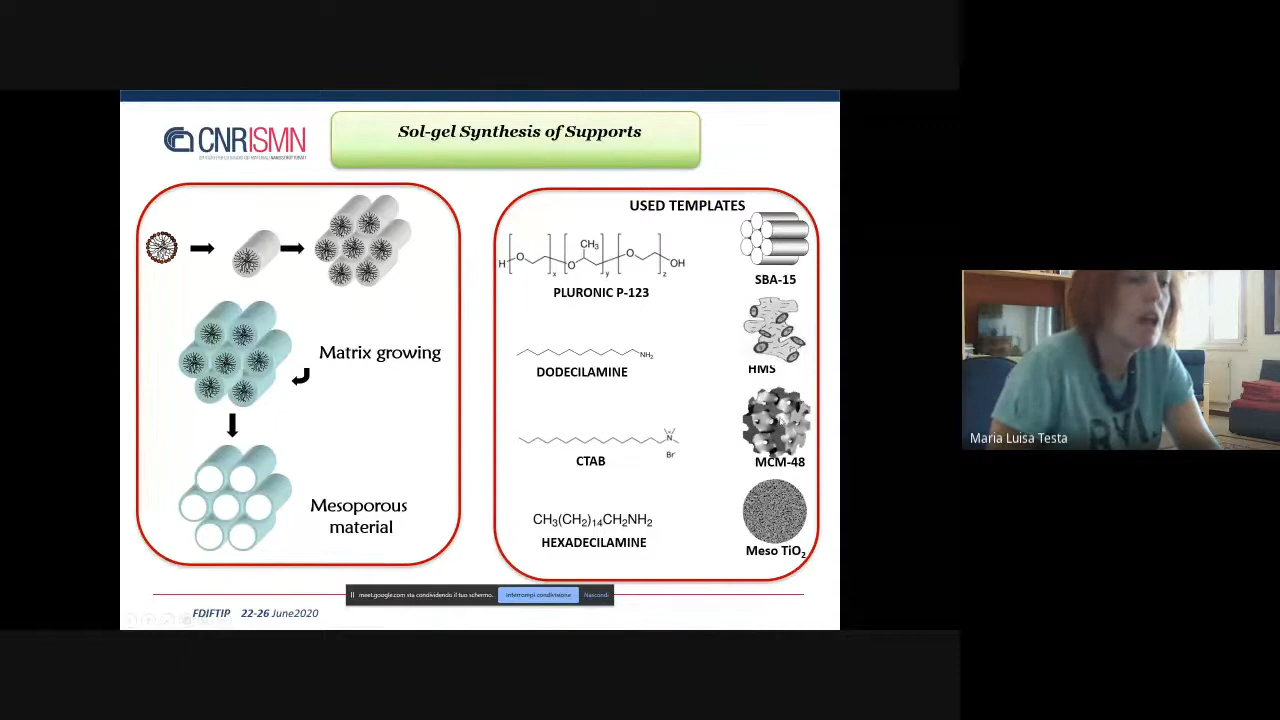 CNRISMN
Sol-gel Synthesis of Supports
Matrix growing
Mesoporous
material
USED TEMPLATES
H
O
x
CH₃
O
y
O
z
OH
PLURONIC P-123
SBA-15
NH₂
DODECILAMINE
HMS
N
Br
CTAB
MCM-48
CH₃(CH₂)₁₄CH₂NH₂
HEXADECILAMINE
Meso TiO₂
meet.google.com sta condividendo il tuo schermo.
Interrompi condivisione
Nascondi
FDIFTIP 22-26 June2020
Maria Luisa Testa